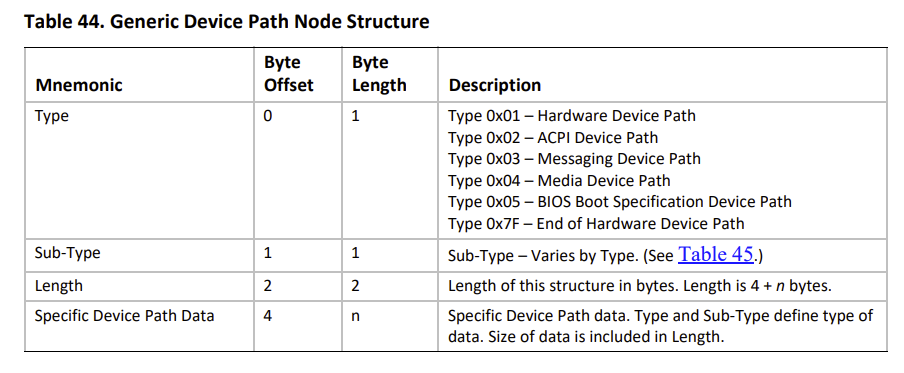 Table 44. Generic Device Path Node Structure
Mnemonic Byte Offset Byte Length Description
Type 0 1 Type 0x01 – Hardware Device Path
Type 0x02 – ACPI Device Path
Type 0x03 – Messaging Device Path
Type 0x04 – Media Device Path
Type 0x05 – BIOS Boot Specification Device Path
Type 0x7F – End of Hardware Device Path
Sub-Type 1 1 Sub-Type – Varies by Type. (See Table 45.)
Length 2 2 Length of this structure in bytes. Length is 4 + n bytes.
Specific Device Path Data 4 n Specific Device Path data. Type and Sub-Type define type of
data. Size of data is included in Length.